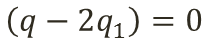 (q − 2q₁) = 0